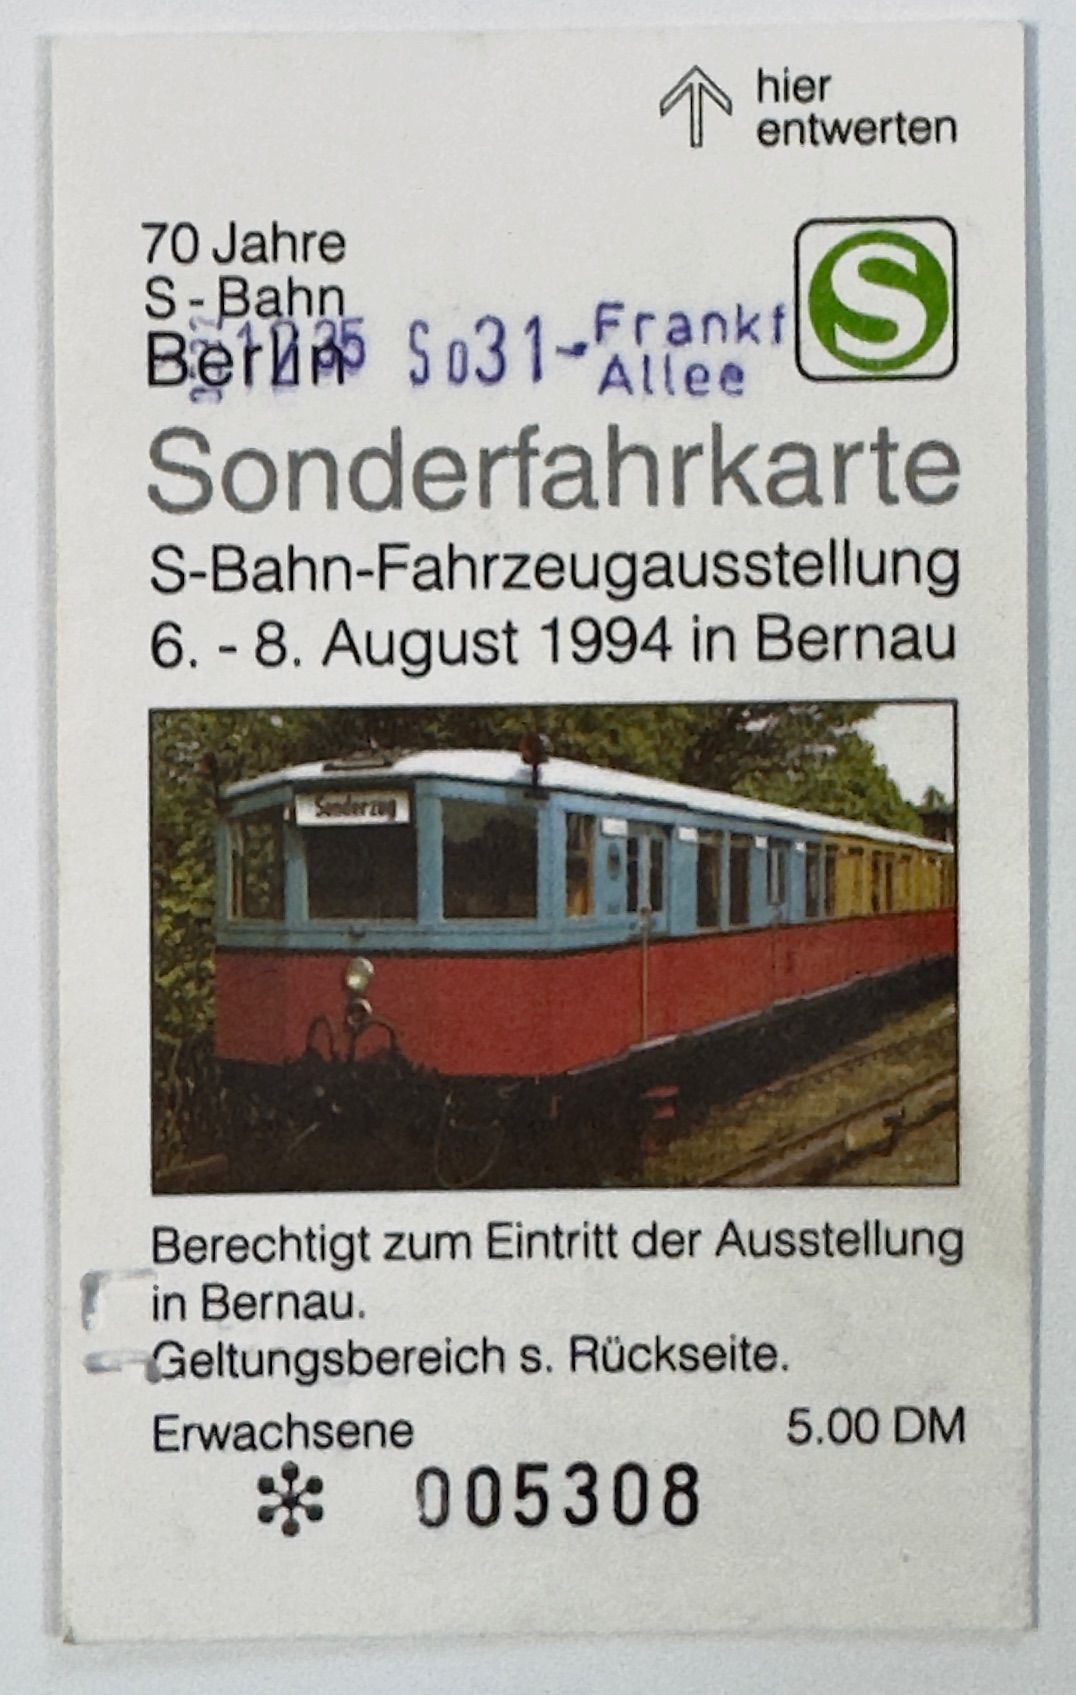 hier
entwerten
70 Jahre
S-Bahn
Berlin
S
So31-Frankf
Allee
Sonderfahrkarte
S-Bahn-Fahrzeugausstellung
6. - 8. August 1994 in Bernau
Sonderzug
Berechtigt zum Eintritt der Ausstellung
in Bernau.
Geltungsbereich s. Rückseite.
Erwachsene 5.00 DM
005308